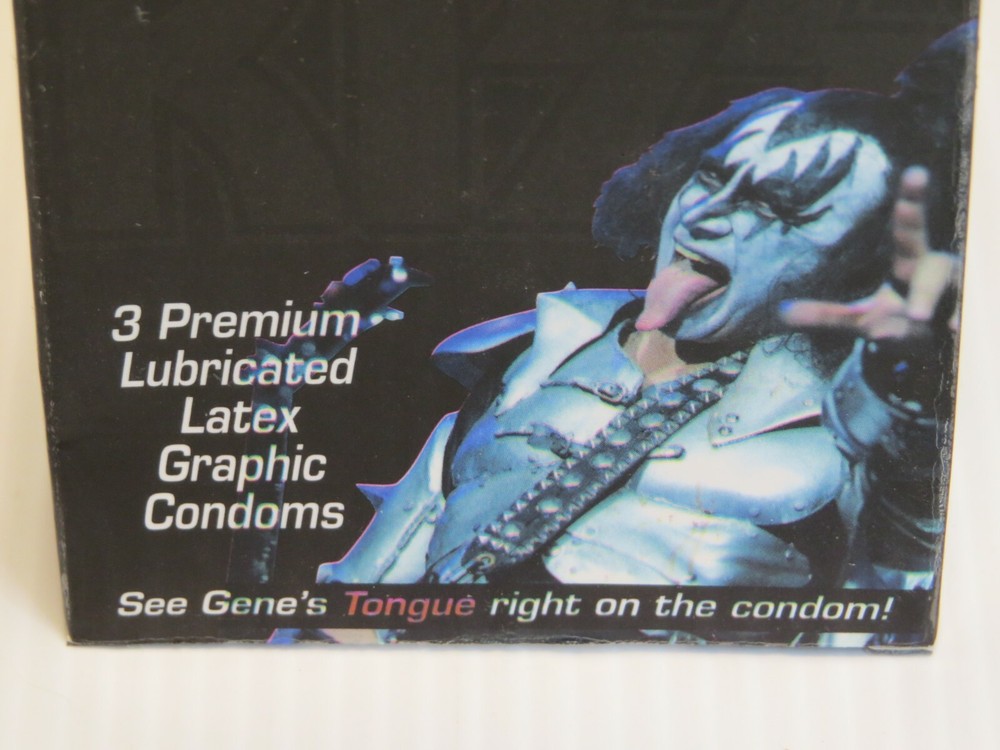 3 Premium
Lubricated
Latex
Graphic
Condoms
See Gene's Tongue right on the condom!